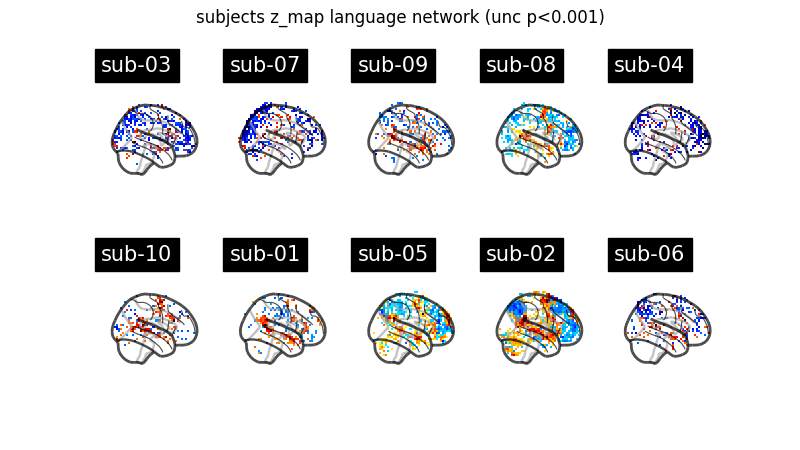 subjects z_map language network (unc p<0.001)
sub-03
sub-07
sub-09
sub-08
sub-04
sub-10
sub-01
sub-05
sub-02
sub-06